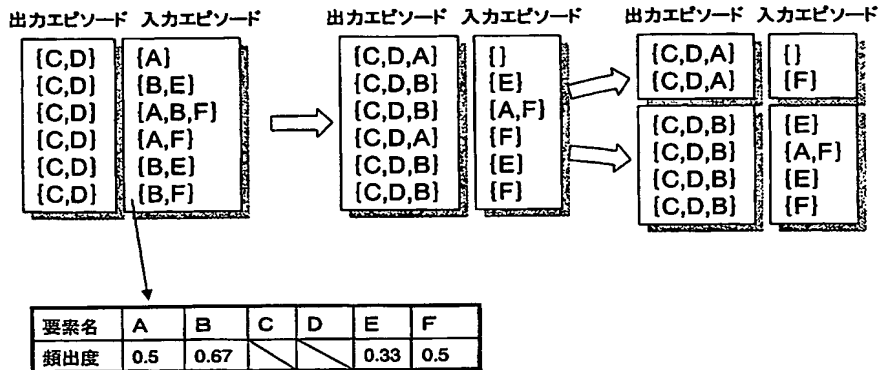 出力エピソード 入力エピソード
{C,D} {A}
{C,D} {B,E}
{C,D} {A,B,F}
{C,D} {A,F}
{C,D} {B,E}
{C,D} {B,F}
出力エピソード 入力エピソード
{C,D,A} {}
{C,D,B} {E}
{C,D,B} {A,F}
{C,D,A} {F}
{C,D,B} {E}
{C,D,B} {F}
出力エピソード 入力エピソード
{C,D,A} {}
{C,D,A} {F}
{C,D,B} {E}
{C,D,B} {A,F}
{C,D,B} {E}
{C,D,B} {F}
要素名 A B C D E F
頻出度 0.5 0.67 0.33 0.5